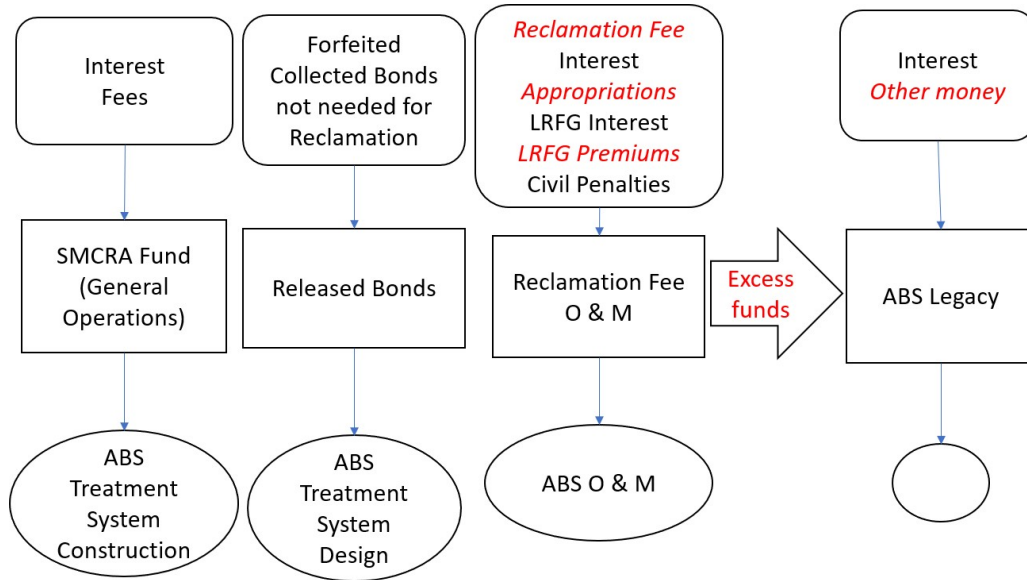 Interest
Fees
Forfeited
Collected Bonds
not needed for
Reclamation
Reclamation Fee
Interest
Appropriations
LRFG Interest
LRFG Premiums
Civil Penalties
Interest
Other money
SMCRA Fund
(General
Operations)
Released Bonds
Reclamation Fee
O & M
Excess
funds
ABS Legacy
ABS
Treatment
System
Construction
ABS
Treatment
System
Design
ABS O & M